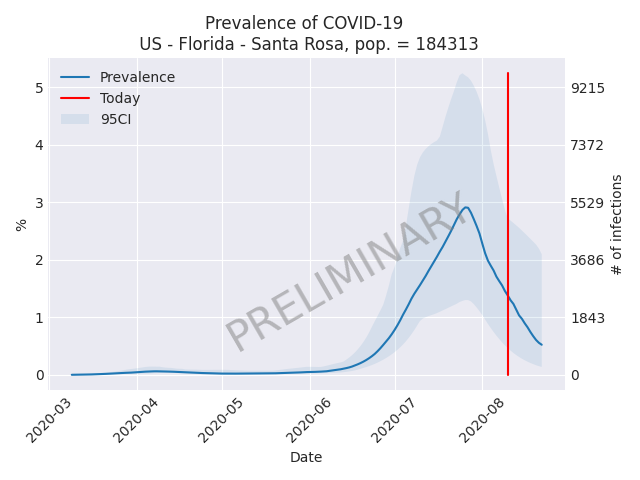 Prevalence of COVID-19
US - Florida - Santa Rosa, pop. = 184313
Prevalence
Today
95CI
PRELIMINARY
5
4
3
2
1
0
%
9215
7372
5529
3686
1843
0
# of infections
2020-03
2020-04
2020-05
2020-06
2020-07
2020-08
Date